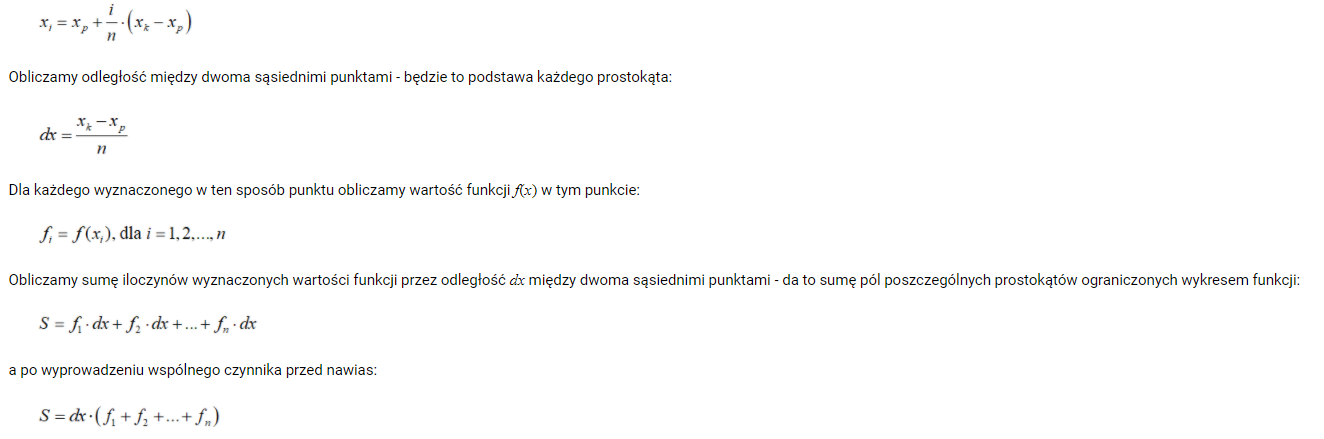 x_i = x_p + i/n · (x_k − x_p)
Obliczamy odległość między dwoma sąsiednimi punktami - będzie to podstawa każdego prostokąta:
dx = (x_k − x_p)/n
Dla każdego wyznaczonego w ten sposób punktu obliczamy wartość funkcji f(x) w tym punkcie:
f_i = f(x_i), dla i = 1,2,..., n
Obliczamy sumę iloczynów wyznaczonych wartości funkcji przez odległość dx między dwoma sąsiednimi punktami - da to sumę pól poszczególnych prostokątów ograniczonych wykresem funkcji:
S = f_1 · dx + f_2 · dx + ... + f_n · dx
a po wyprowadzeniu wspólnego czynnika przed nawias:
S = dx · (f_1 + f_2 + ... + f_n)